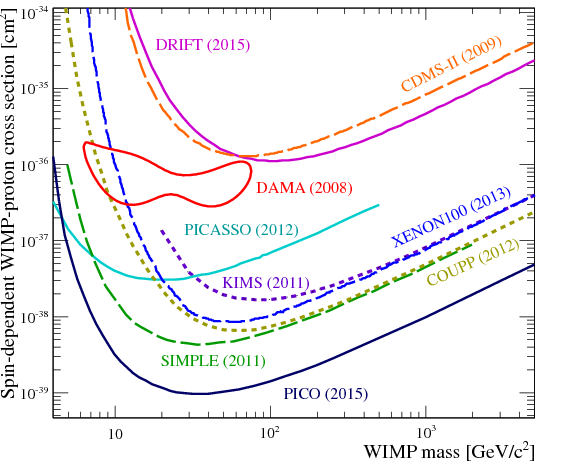 Spin-dependent WIMP-proton cross section [cm²]
10⁻³⁴
10⁻³⁵
10⁻³⁶
10⁻³⁷
10⁻³⁸
10⁻³⁹
DRIFT (2015)
CDMS-II (2009)
DAMA (2008)
PICASSO (2012)
XENON100 (2013)
KIMS (2011)
COUPP (2012)
SIMPLE (2011)
PICO (2015)
10
10²
10³
WIMP mass [GeV/c²]